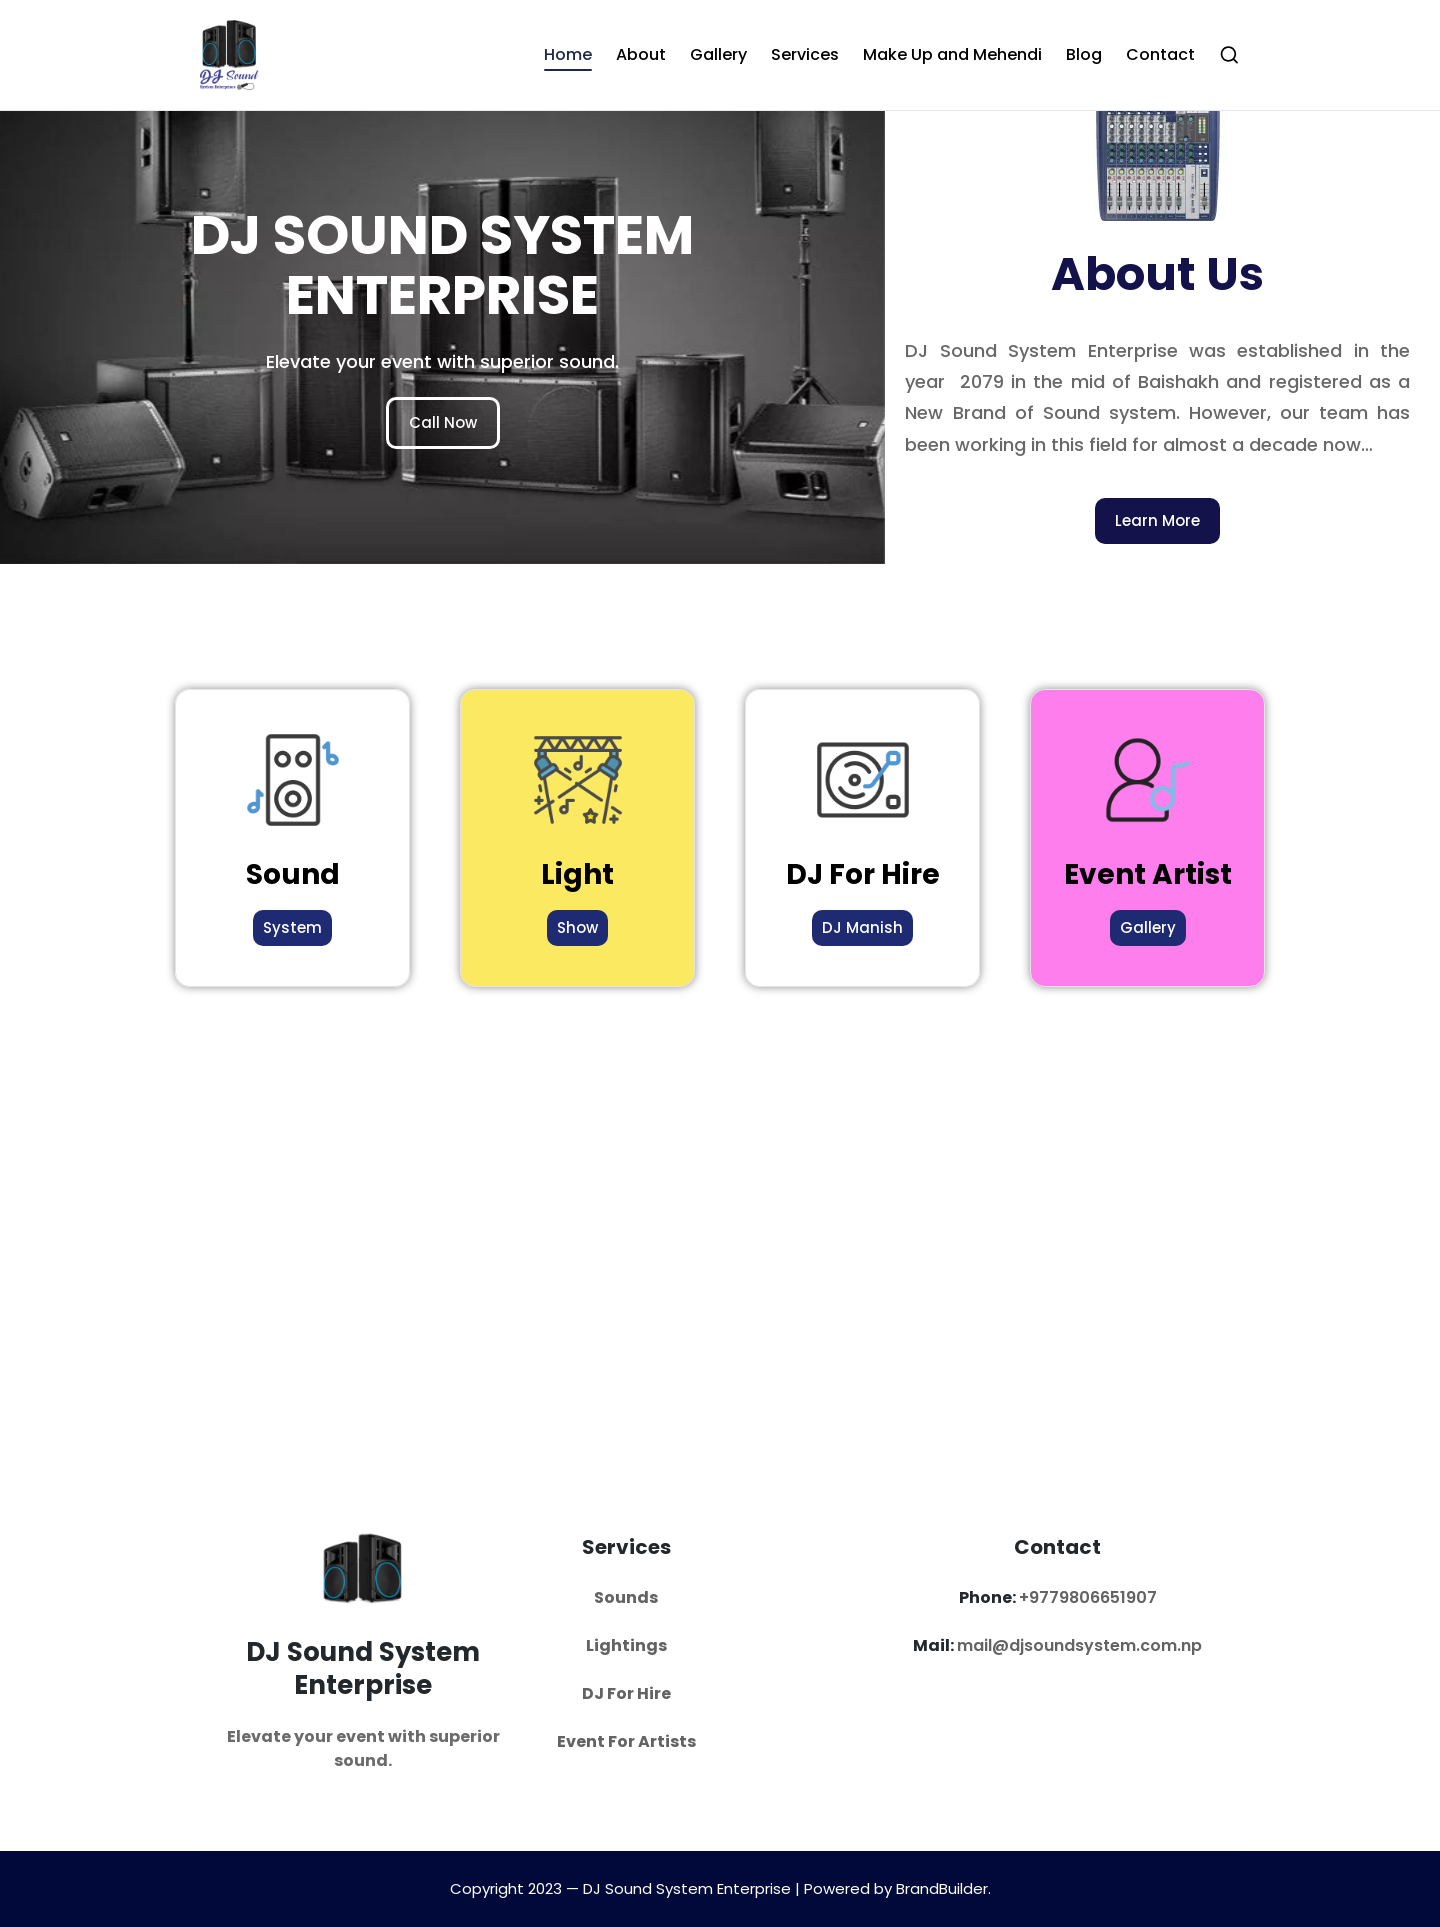 DJ Sound
System Enterprises
Home About Gallery Services Make Up and Mehendi Blog Contact
DJ SOUND SYSTEM
ENTERPRISE
Elevate your event with superior sound.
Call Now
About Us
DJ Sound System Enterprise was established in the
year 2079 in the mid of Baishakh and registered as a
New Brand of Sound system. However, our team has
been working in this field for almost a decade now...
Learn More
Sound
System
Light
Show
DJ For Hire
DJ Manish
Event Artist
Gallery
DJ Sound System
Enterprise
Elevate your event with superior
sound.
Services
Sounds
Lightings
DJ For Hire
Event For Artists
Contact
Phone: +9779806651907
Mail: mail@djsoundsystem.com.np
Copyright 2023 — DJ Sound System Enterprise | Powered by BrandBuilder.